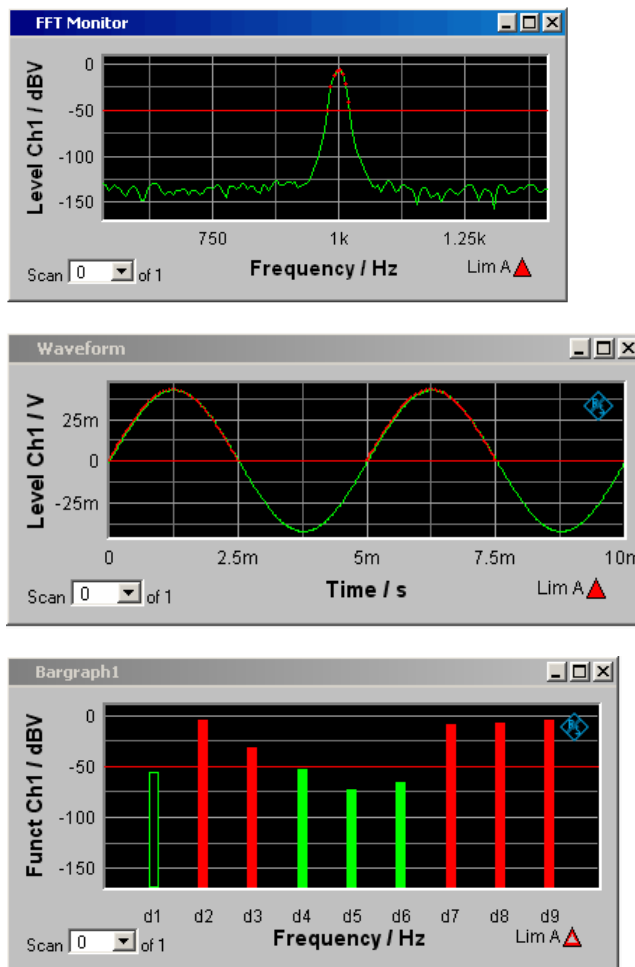 FFT Monitor
Level Ch1 / dBV
0
-50
-100
-150
750
1k
1.25k
Scan 0 of 1
Frequency / Hz
Lim A
Waveform
Level Ch1 / V
25m
0
-25m
0
2.5m
5m
7.5m
10m
Scan 0 of 1
Time / s
Lim A
Bargraph1
Funct Ch1 / dBV
0
-50
-100
-150
d1 d2 d3 d4 d5 d6 d7 d8 d9
Scan 0 of 1
Frequency / Hz
Lim A